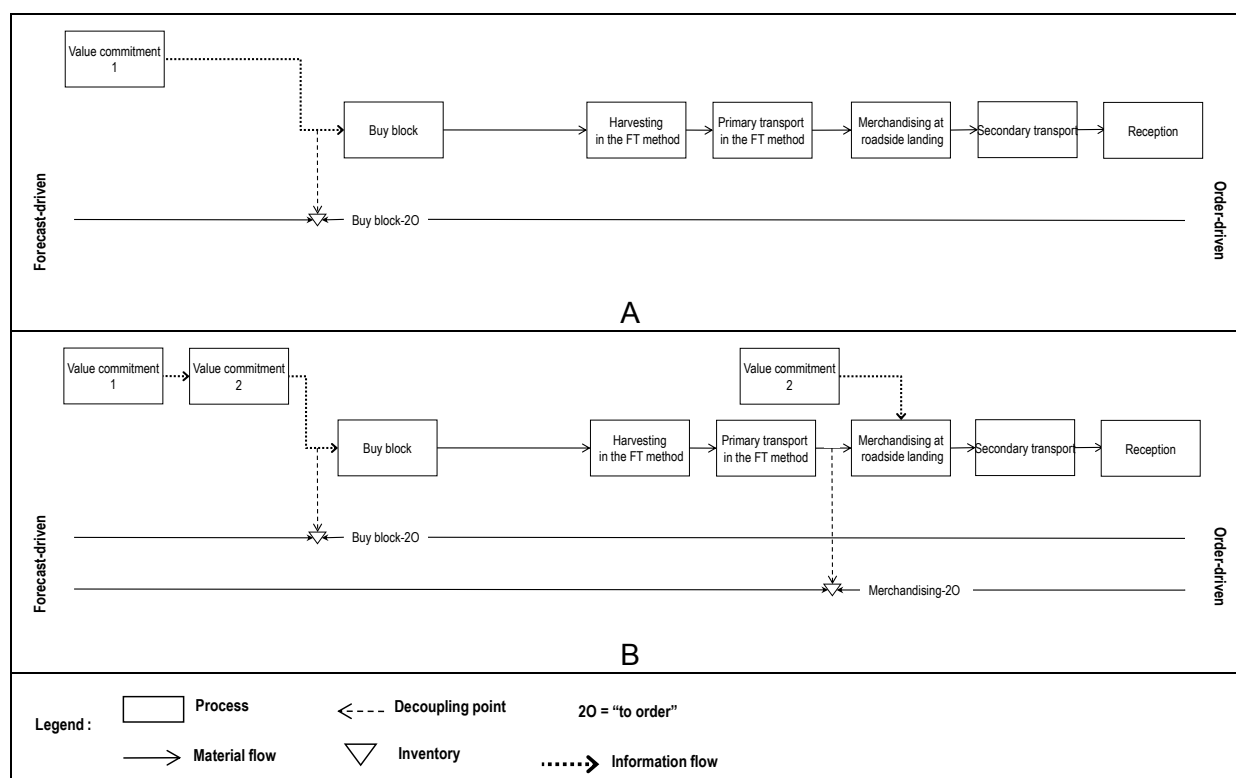 Value commitment
1
Buy block
Harvesting
in the FT method
Primary transport
in the FT method
Merchandising at
roadside landing
Secondary transport
Reception
Forecast-driven
Buy block-2O
Order-driven
A
Value commitment
1
Value commitment
2
Value commitment
2
Buy block
Harvesting
in the FT method
Primary transport
in the FT method
Merchandising at
roadside landing
Secondary transport
Reception
Forecast-driven
Buy block-2O
Merchandising-2O
Order-driven
B
Legend :
Process
Decoupling point
2O = “to order”
Material flow
Inventory
Information flow